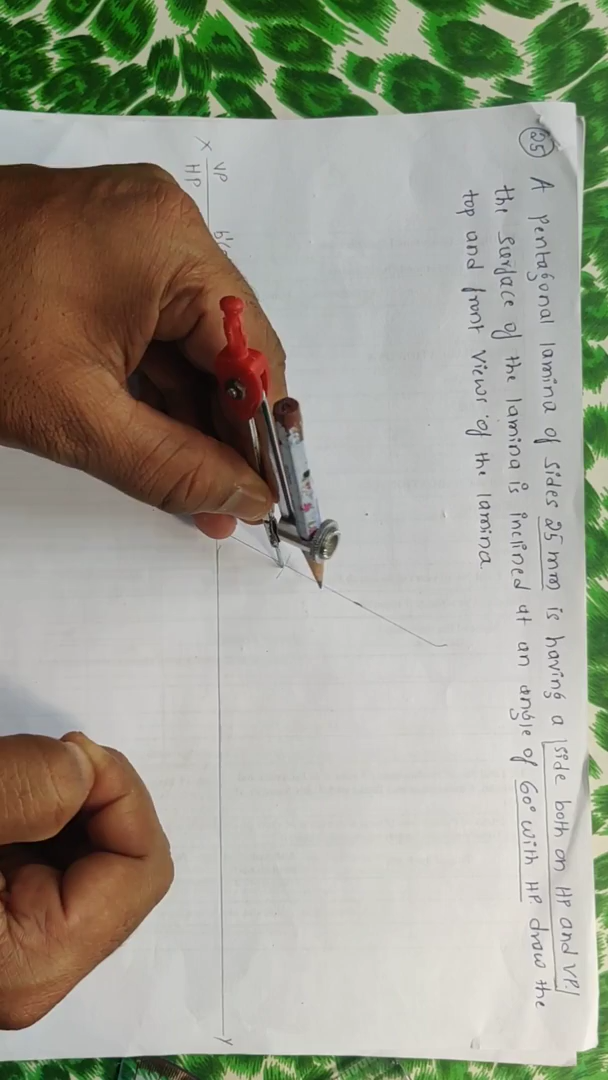 25 A pentagonal lamina of sides 25 mm is having a side both on HP and VP.
the surface of the lamina is inclined at an angle of 60° with HP. draw the
top and front views of the lamina.
X VP
HP
Y